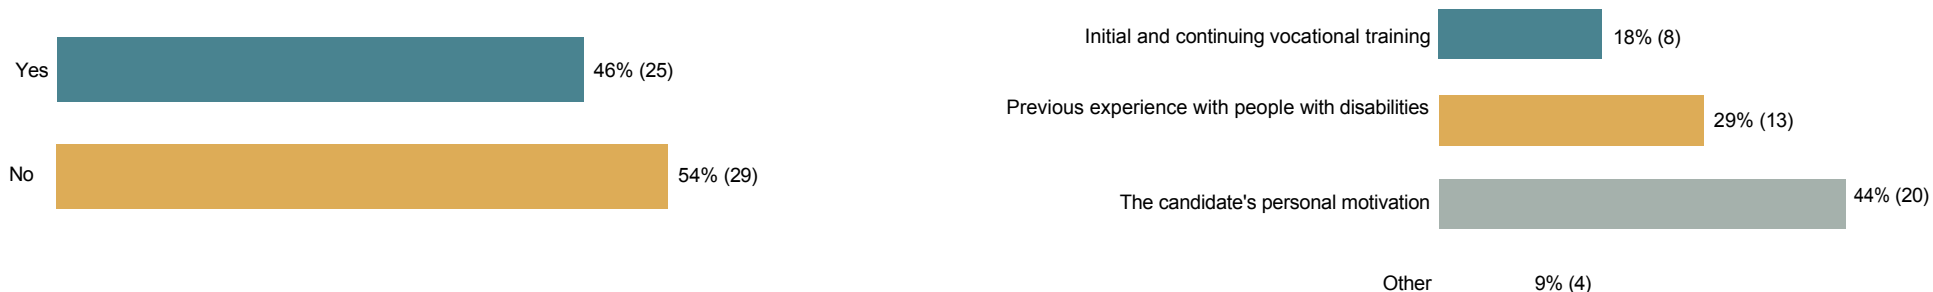 Yes 46% (25)
No 54% (29)
Initial and continuing vocational training 18% (8)
Previous experience with people with disabilities 29% (13)
The candidate's personal motivation 44% (20)
Other 9% (4)